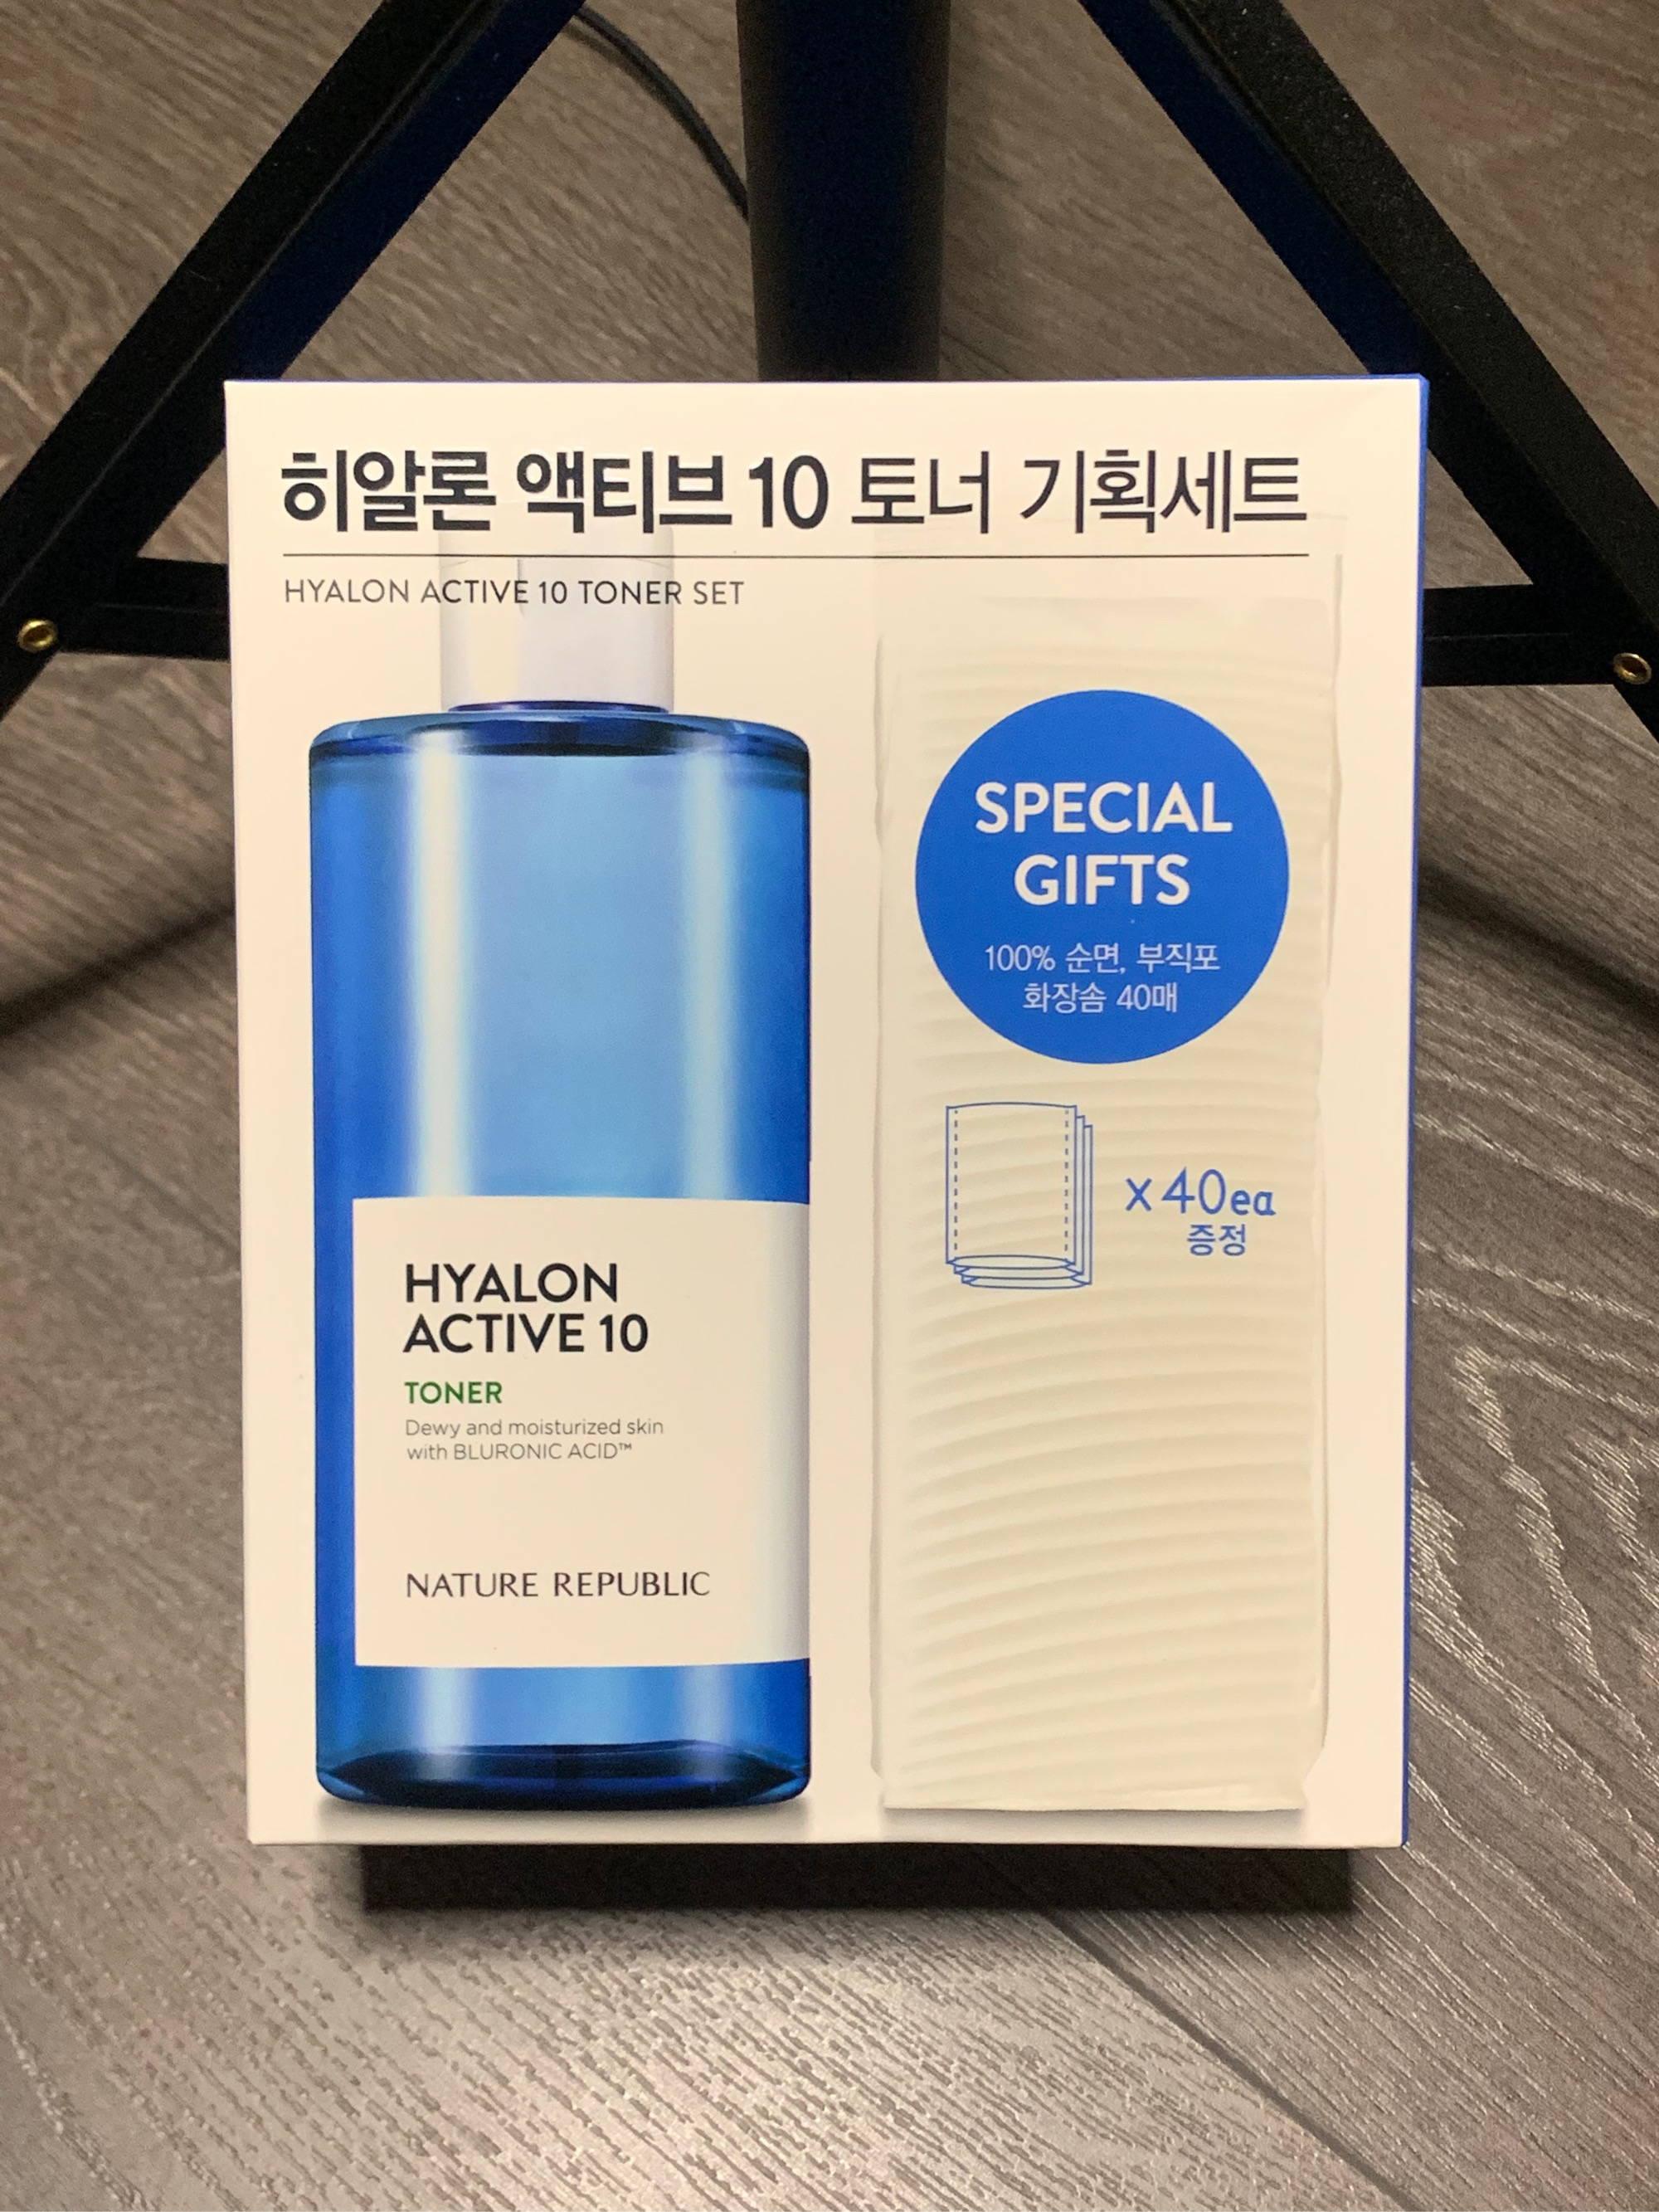 히알론 액티브 10 토너 기획세트
HYALON ACTIVE 10 TONER SET
HYALON
ACTIVE 10
TONER
Dewy and moisturized skin
with BLURONIC ACID™
NATURE REPUBLIC
SPECIAL
GIFTS
100% 순면, 부직포
화장솜 40매
x 40ea
증정